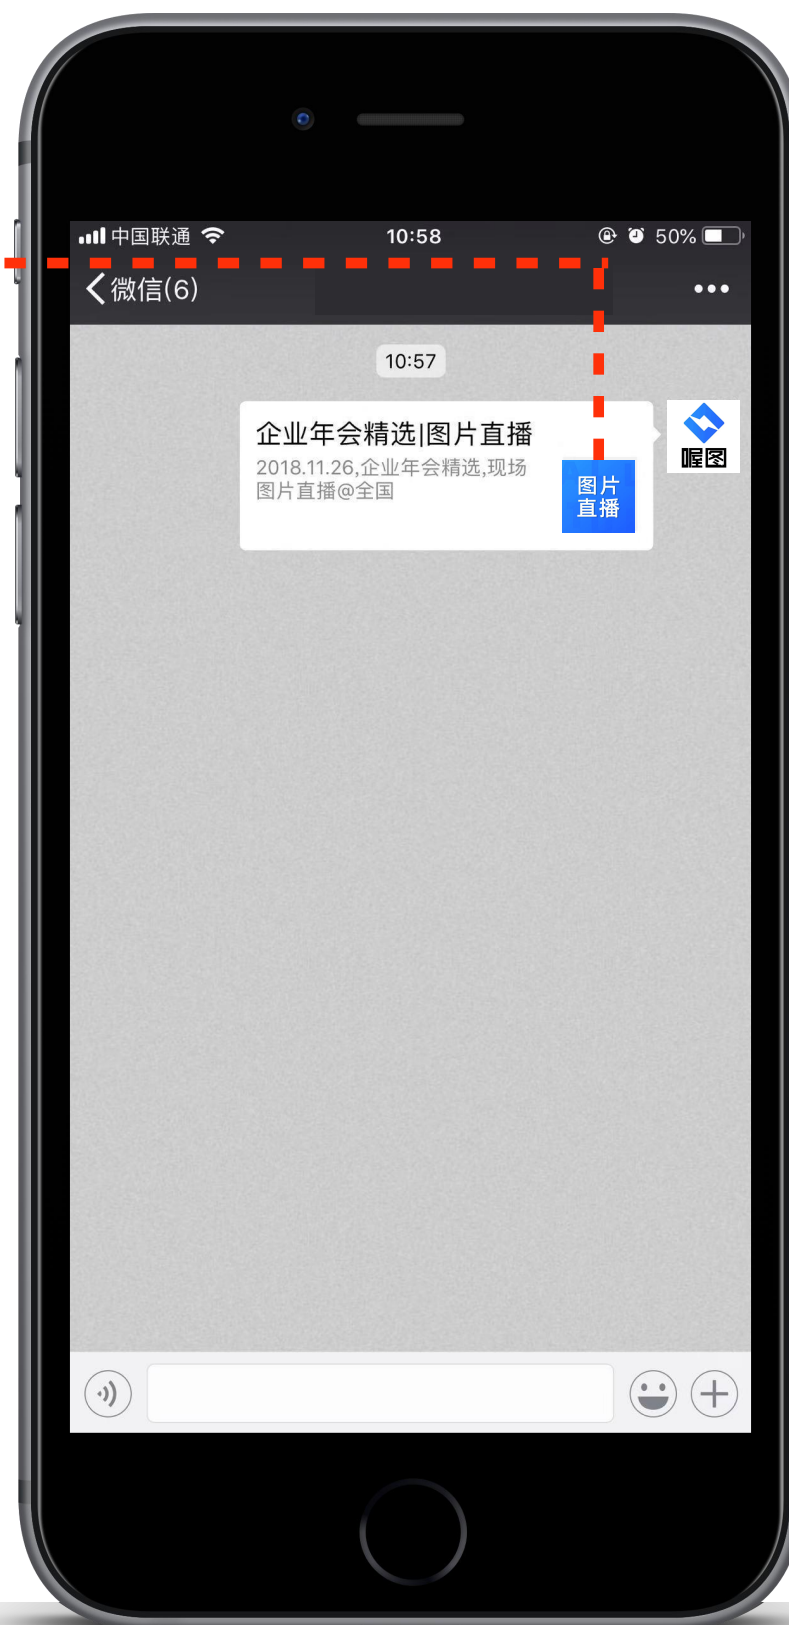 中国联通 10:58 50%
微信(6)
10:57
企业年会精选|图片直播
2018.11.26,企业年会精选,现场
图片直播@全国
图片
直播
喔图